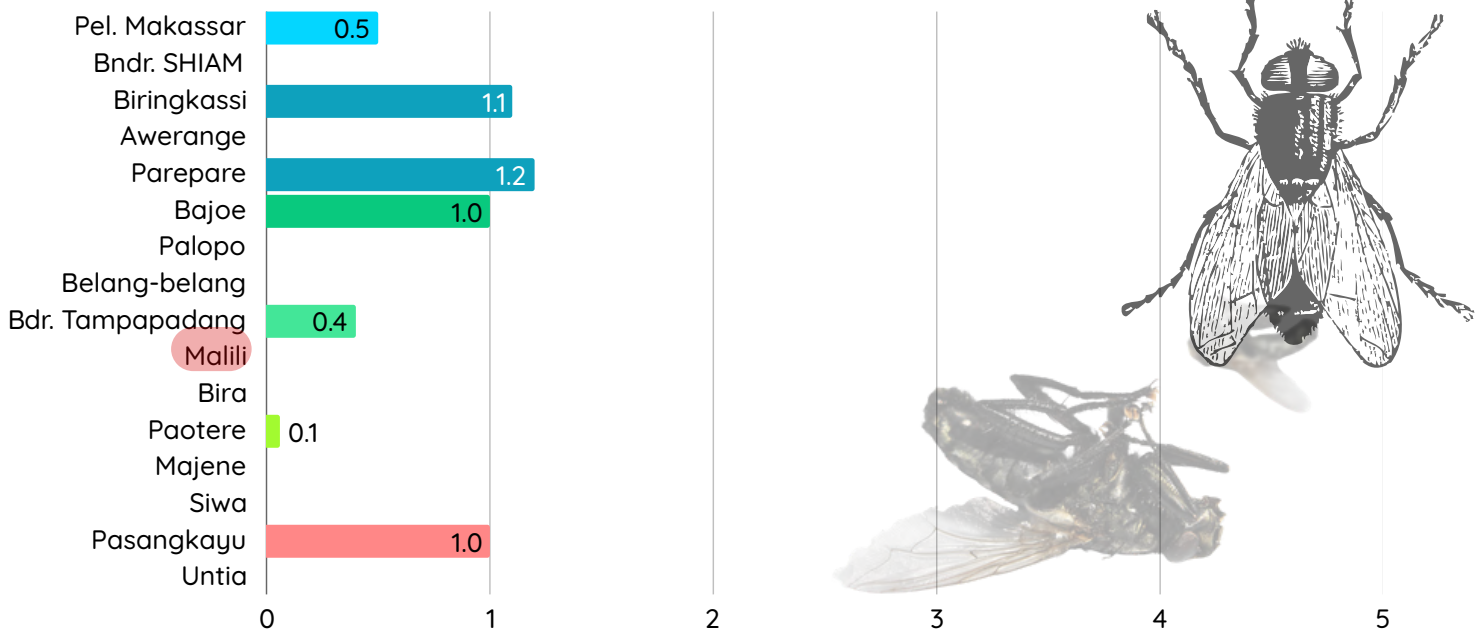 Pel. Makassar 0.5
Bndr. SHIAM
Biringkassi 1.1
Awerange
Parepare 1.2
Bajoe 1.0
Palopo
Belang-belang
Bdr. Tampapadang 0.4
Malili
Bira
Paotere 0.1
Majene
Siwa
Pasangkayu 1.0
Untia
0 1 2 3 4 5